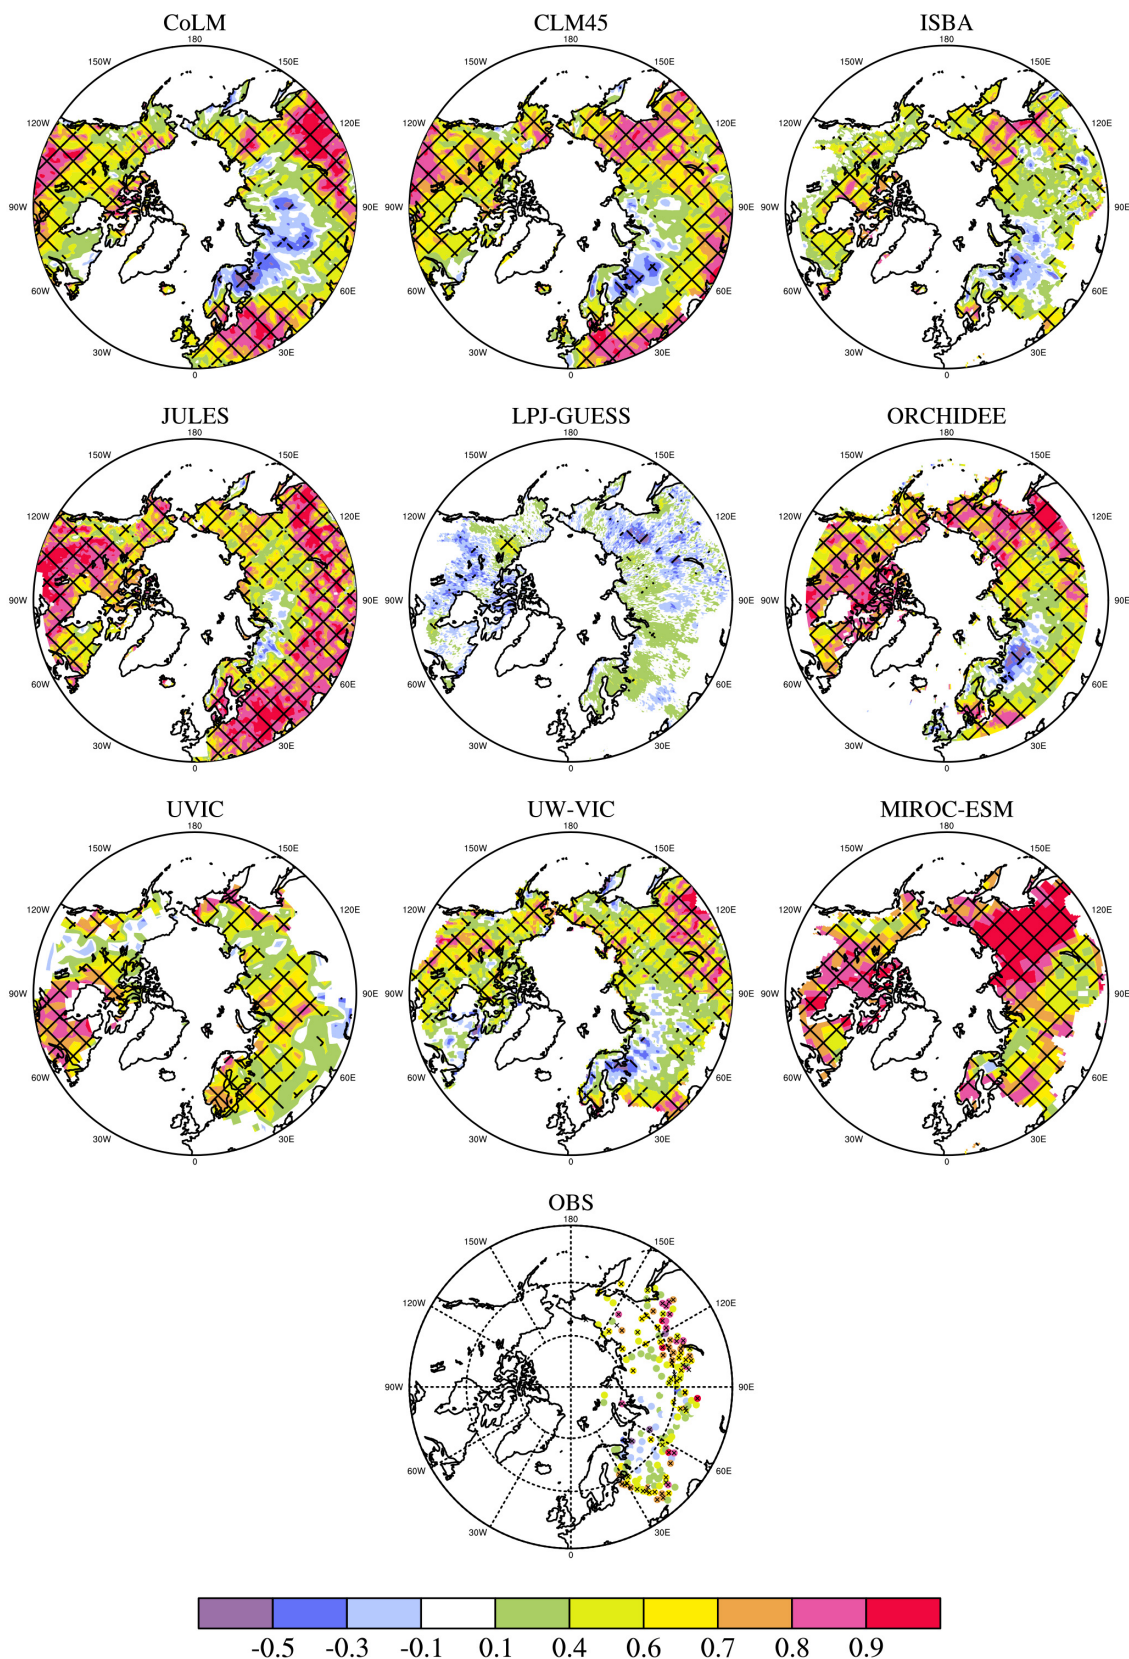 CoLM
180
150W
150E
120W
120E
90W
90E
60W
60E
30W
30E
0
CLM45
180
150W
150E
120W
120E
90W
90E
60W
60E
30W
30E
0
ISBA
180
150W
150E
120W
120E
90W
90E
60W
60E
30W
30E
0
JULES
180
150W
150E
120W
120E
90W
90E
60W
60E
30W
30E
0
LPJ-GUESS
180
150W
150E
120W
120E
90W
90E
60W
60E
30W
30E
0
ORCHIDEE
180
150W
150E
120W
120E
90W
90E
60W
60E
30W
30E
0
UVIC
180
150W
150E
120W
120E
90W
90E
60W
60E
30W
30E
0
UW-VIC
180
150W
150E
120W
120E
90W
90E
60W
60E
30W
30E
0
MIROC-ESM
180
150W
150E
120W
120E
90W
90E
60W
60E
30W
30E
0
OBS
180
150W
150E
120W
120E
90W
90E
60W
60E
30W
30E
0
-0.5 -0.3 -0.1 0.1 0.4 0.6 0.7 0.8 0.9